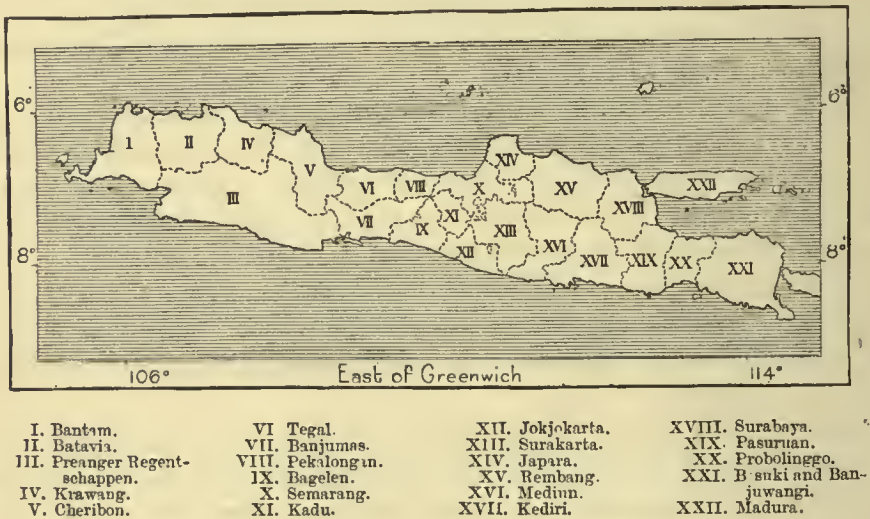 6°
6°
I
II
IV
V
III
VI
VIII
VII
IX
X
XI
XII
XIII
XIV
XV
XVI
XVII
XVIII
XIX
XX
XXI
XXII
8°
8°
106°
East of Greenwich
114°
I. Bantam.
II. Batavia.
III. Preanger Regent-
schappen.
IV. Krawang.
V. Cheribon.
VI Tegal.
VII. Banjumas.
VIII. Pekalongan.
IX. Bagelen.
X. Semarang.
XI. Kadu.
XII. Jokjokarta.
XIII. Surakarta.
XIV. Japara.
XV. Rembang.
XVI. Mediun.
XVII. Kediri.
XVIII. Surabaya.
XIX. Pasuruan.
XX. Probolinggo.
XXI. B suki and Ban-
juwangi.
XXII. Madura.